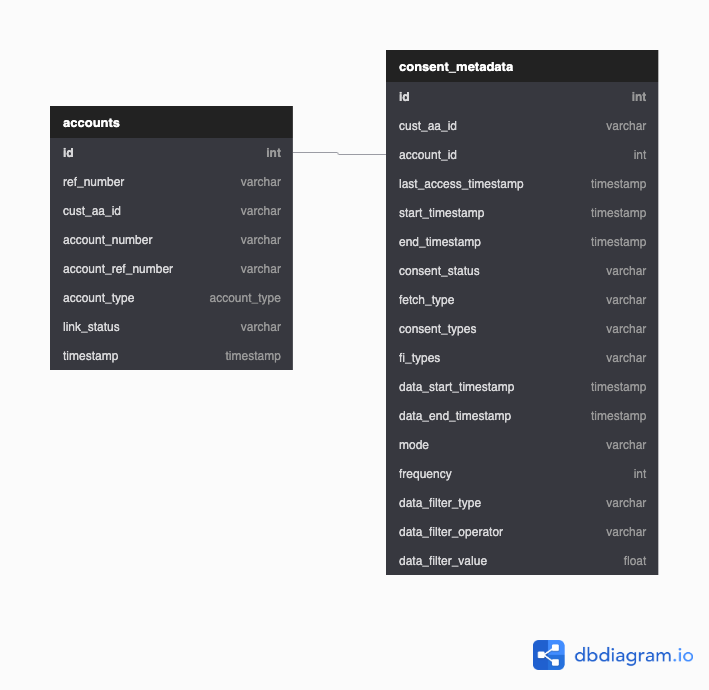 accounts
id int
ref_number varchar
cust_aa_id varchar
account_number varchar
account_ref_number varchar
account_type account_type
link_status varchar
timestamp timestamp
consent_metadata
id int
cust_aa_id varchar
account_id int
last_access_timestamp timestamp
start_timestamp timestamp
end_timestamp timestamp
consent_status varchar
fetch_type varchar
consent_types varchar
fi_types varchar
data_start_timestamp timestamp
data_end_timestamp timestamp
mode varchar
frequency int
data_filter_type varchar
data_filter_operator varchar
data_filter_value float
dbdiagram.io